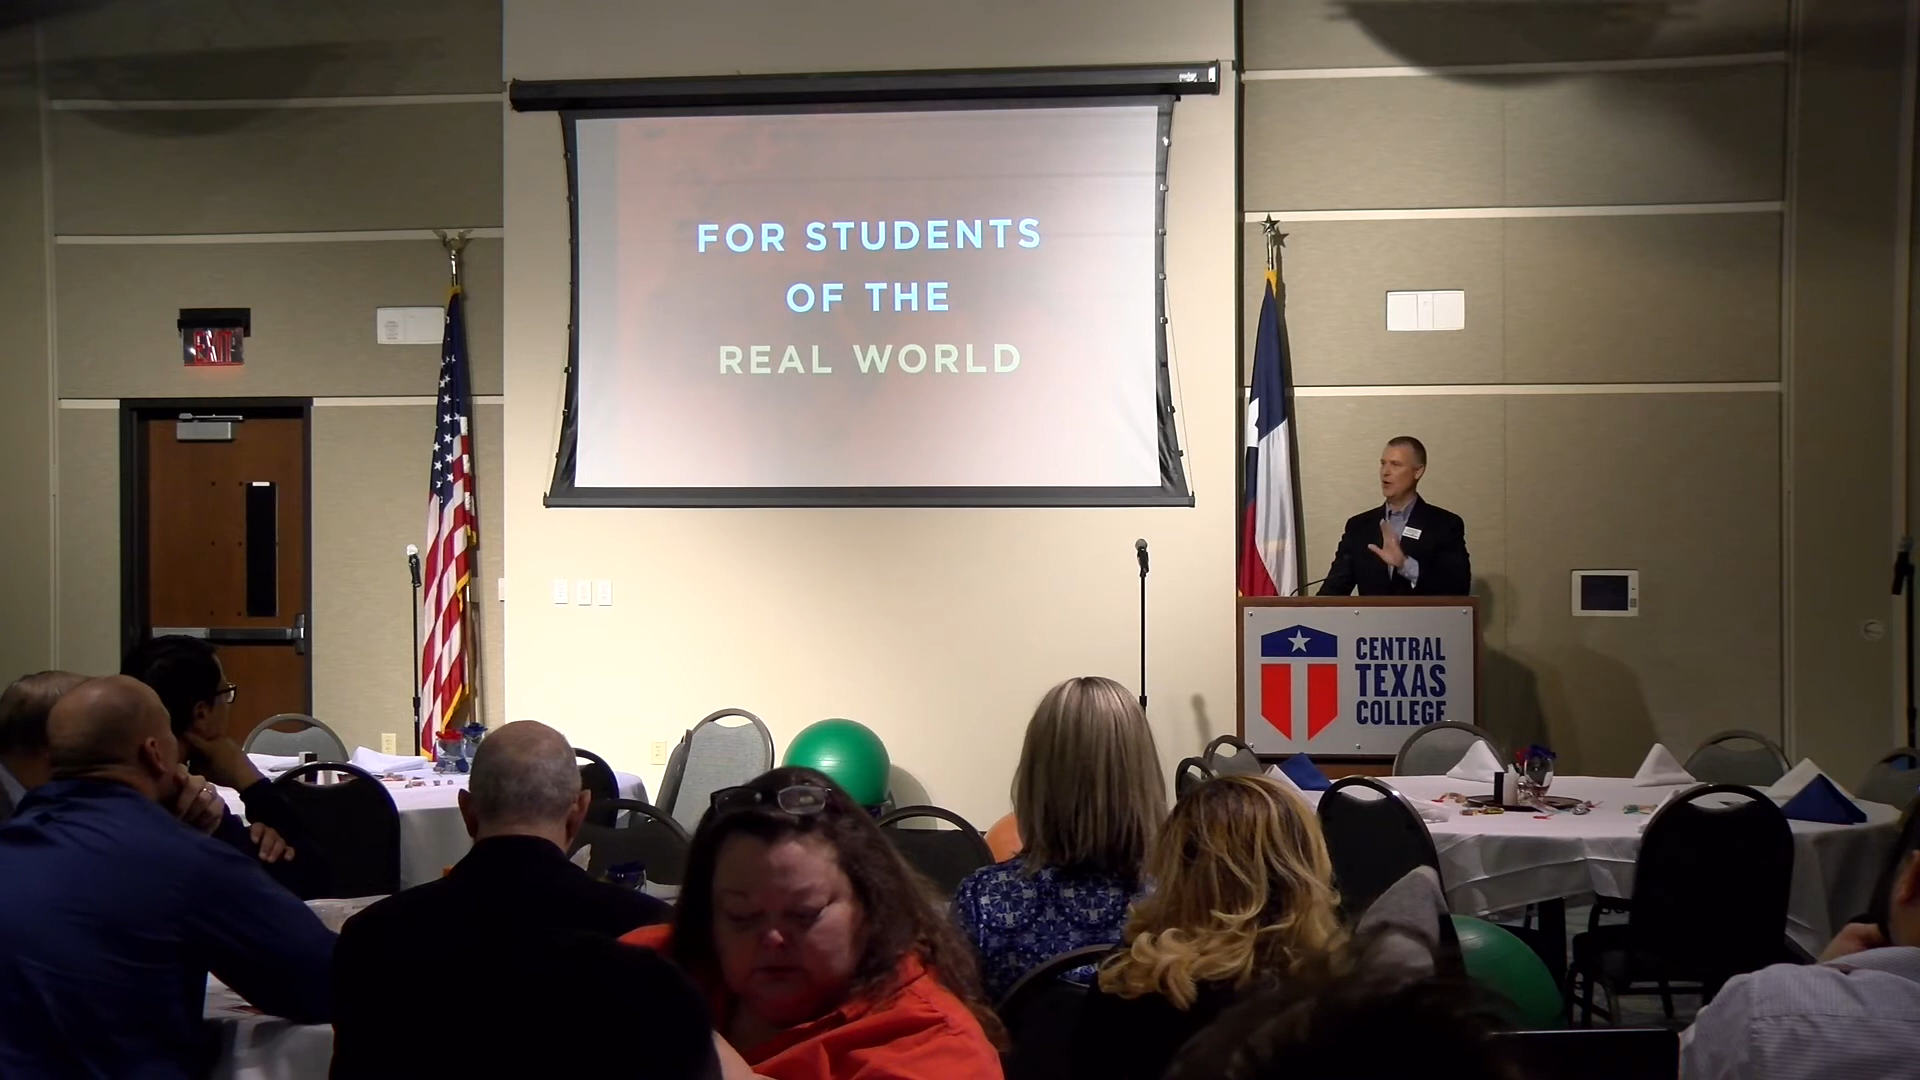 FOR STUDENTS
OF THE
REAL WORLD
EXIT
CENTRAL
TEXAS
COLLEGE